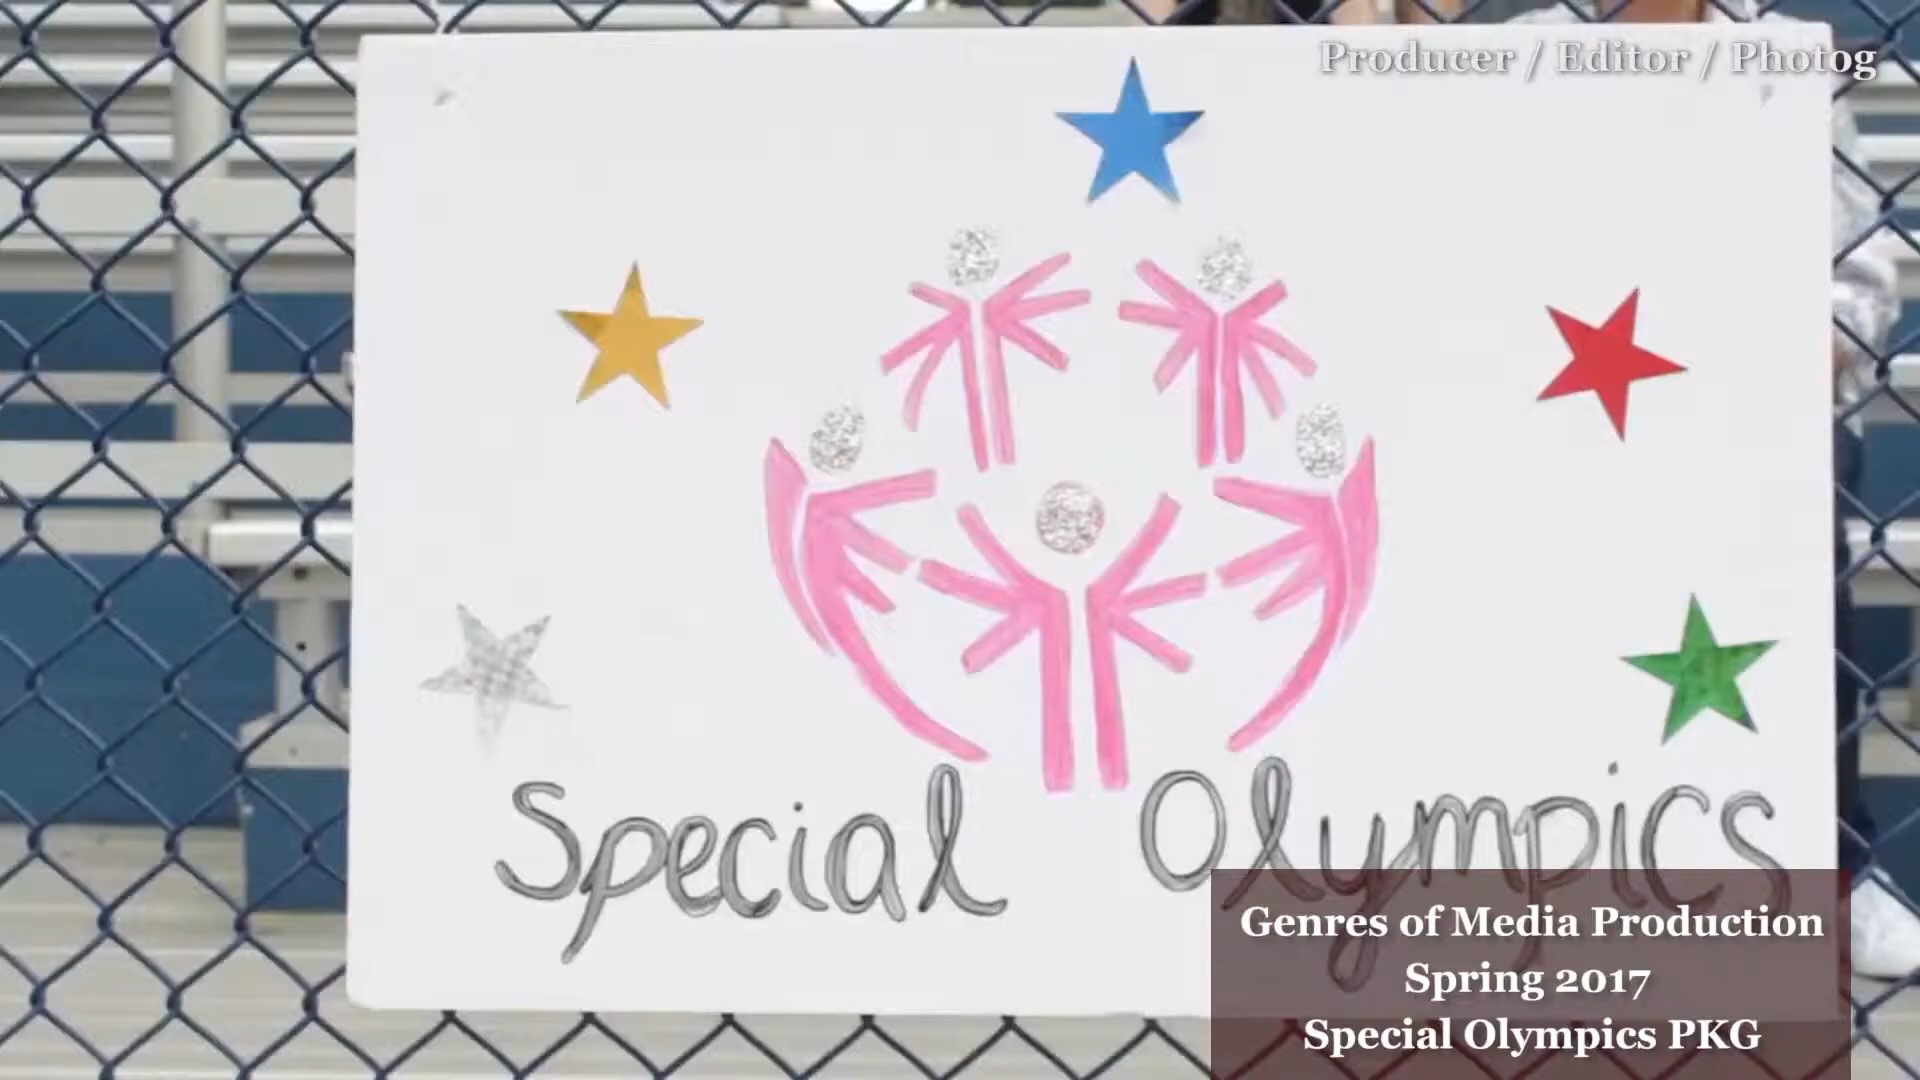 Producer / Editor / Photog
Special Olympics
Genres of Media Production
Spring 2017
Special Olympics PKG